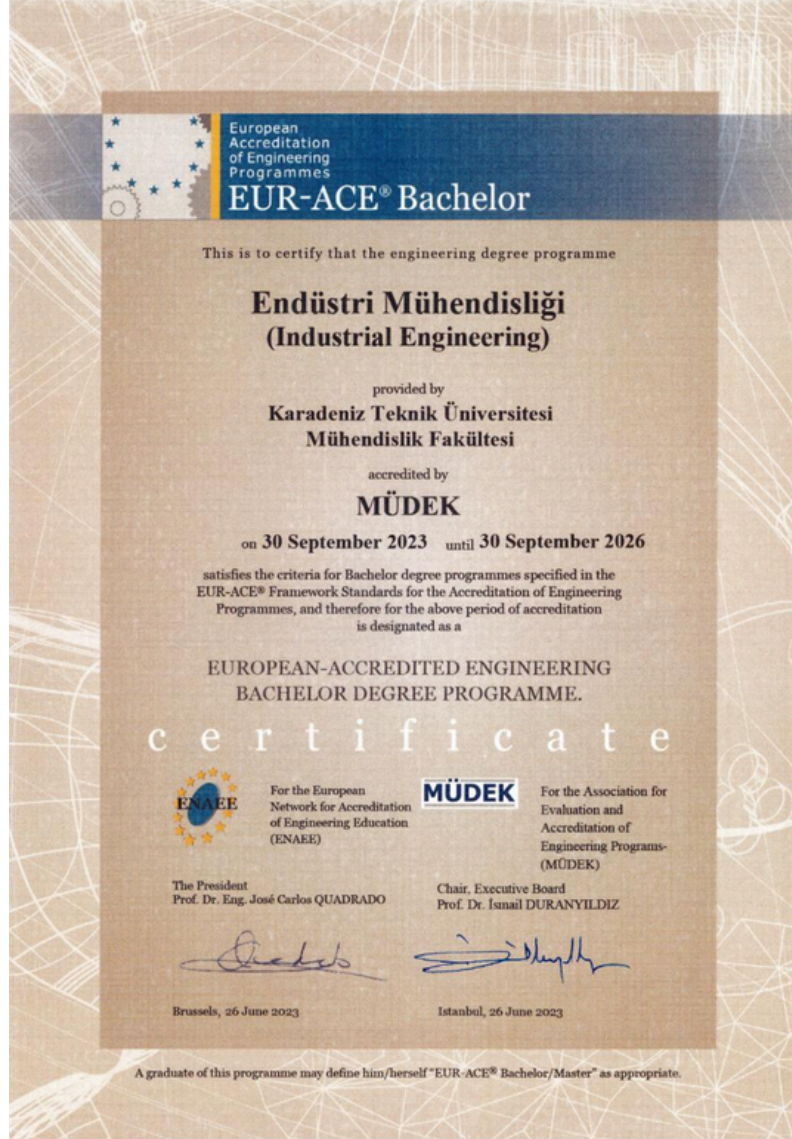 European
Accreditation
of Engineering
Programmes
EUR-ACE® Bachelor
This is to certify that the engineering degree programme
Endüstri Mühendisliği
(Industrial Engineering)
provided by
Karadeniz Teknik Üniversitesi
Mühendislik Fakültesi
accredited by
MÜDEK
on 30 September 2023 until 30 September 2026
satisfies the criteria for Bachelor degree programmes specified in the
EUR-ACE® Framework Standards for the Accreditation of Engineering
Programmes, and therefore for the above period of accreditation
is designated as a
EUROPEAN-ACCREDITED ENGINEERING
BACHELOR DEGREE PROGRAMME.
certificate
ENAEE
For the European
Network for Accreditation
of Engineering Education
(ENAEE)
MÜDEK
For the Association for
Evaluation and
Accreditation of
Engineering Programs-
(MÜDEK)
The President
Prof. Dr. Eng. José Carlos QUADRADO
Chair, Executive Board
Prof. Dr. İsmail DURANYILDIZ
Brussels, 26 June 2023
Istanbul, 26 June 2023
A graduate of this programme may define him/herself "EUR-ACE® Bachelor/Master" as appropriate.